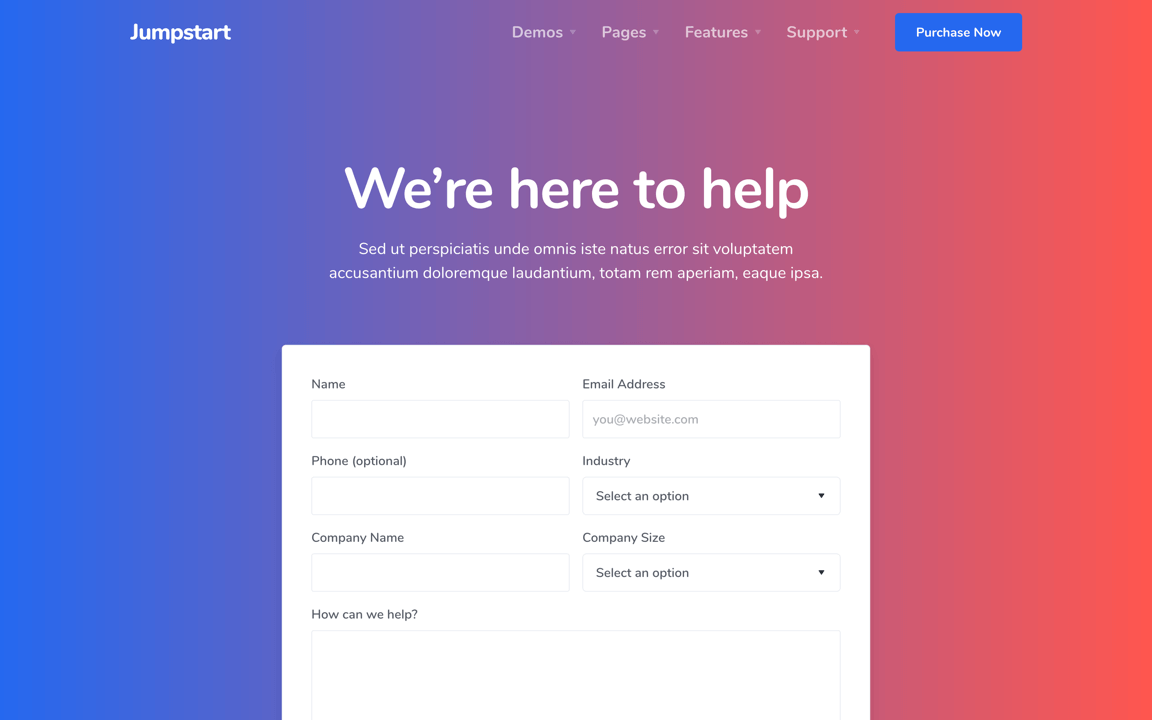 Jumpstart
Demos Pages Features Support Purchase Now
We’re here to help
Sed ut perspiciatis unde omnis iste natus error sit voluptatem
accusantium doloremque laudantium, totam rem aperiam, eaque ipsa.
Name
Email Address
you@website.com
Phone (optional)
Industry
Select an option
Company Name
Company Size
Select an option
How can we help?